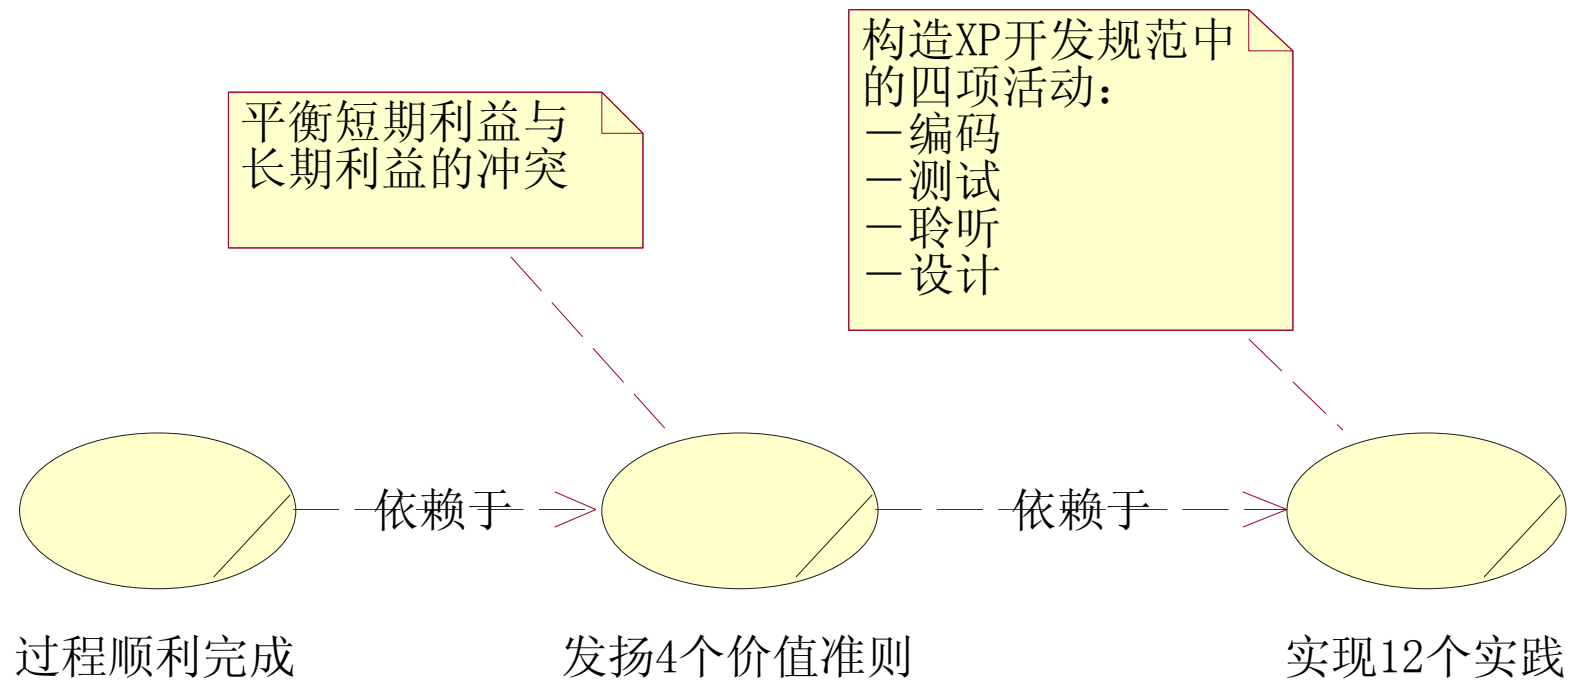 构造XP开发规范中
的四项活动：
－编码
－测试
－聆听
－设计
平衡短期利益与
长期利益的冲突
依赖于
依赖于
过程顺利完成
发扬4个价值准则
实现12个实践